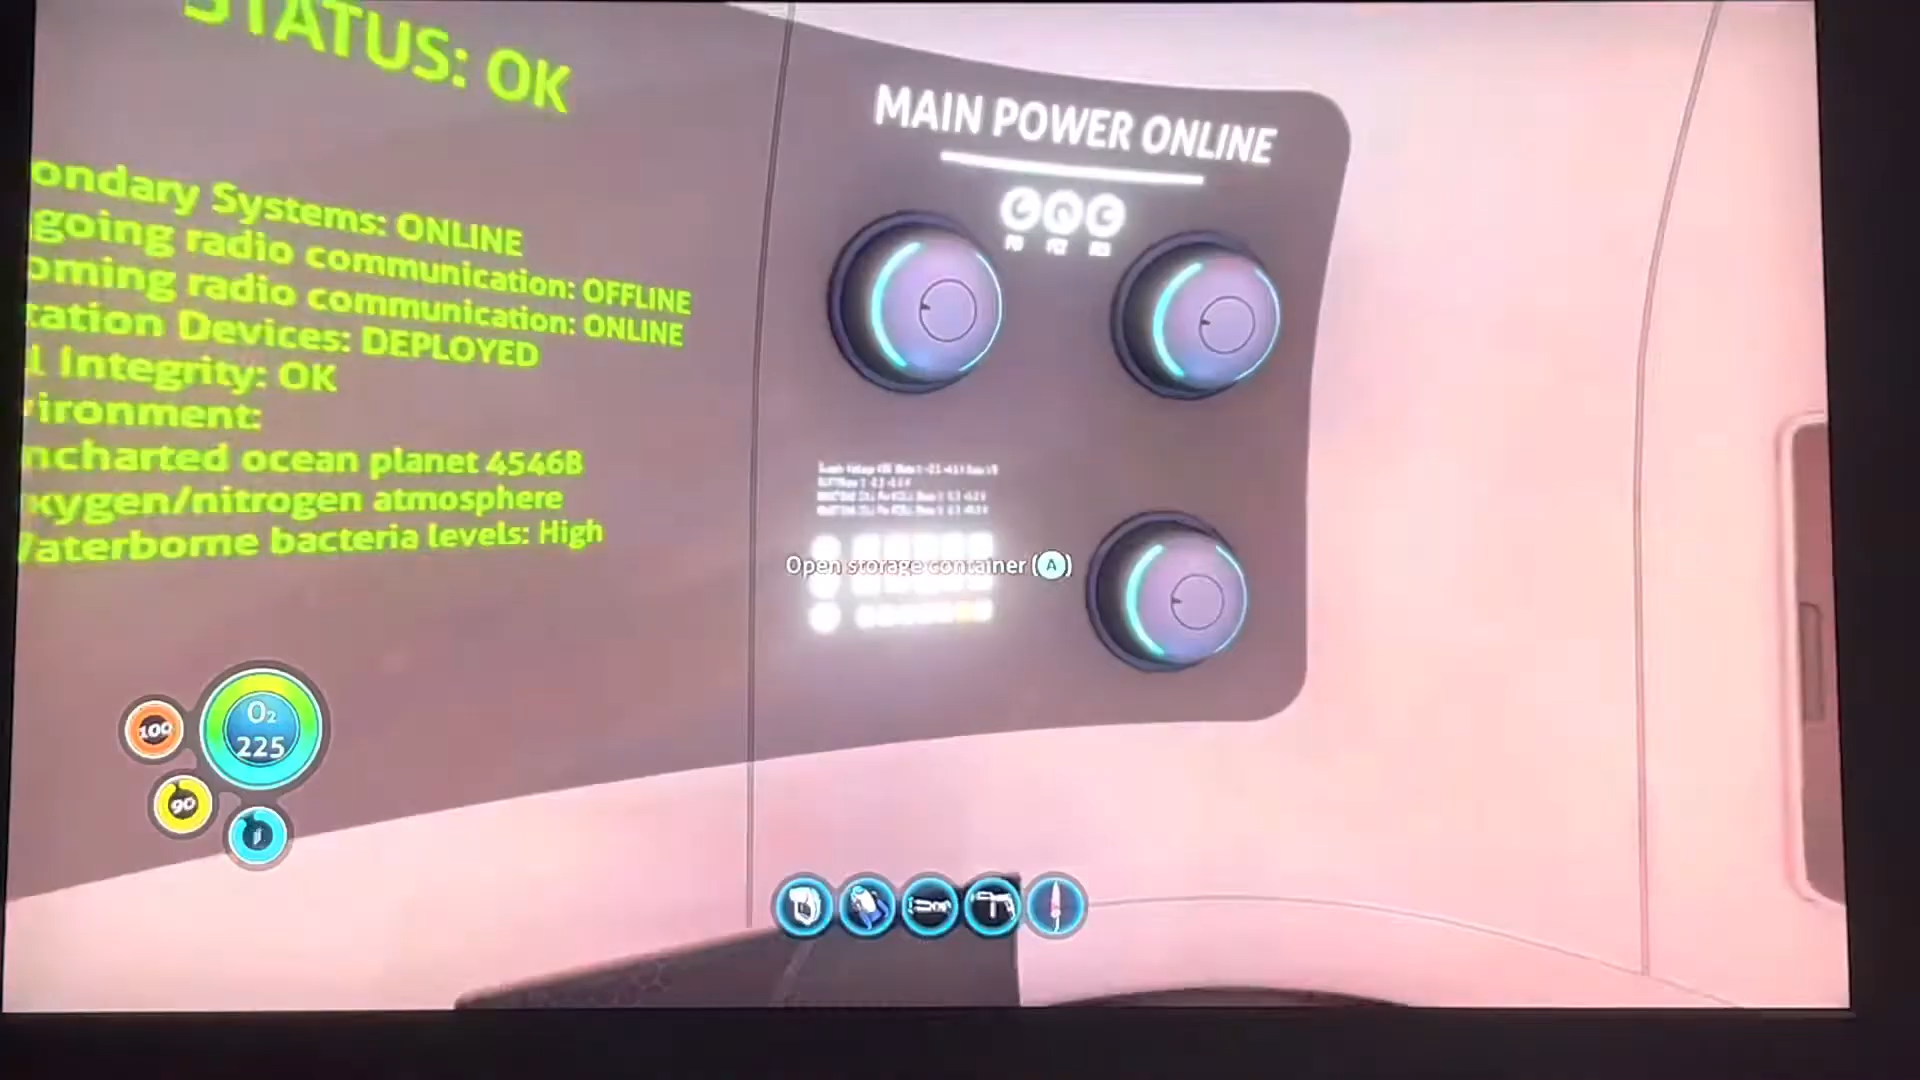 STATUS: OK
ondary Systems: ONLINE
going radio communication: OFFLINE
oming radio communication: ONLINE
tation Devices: DEPLOYED
l Integrity: OK
ironment:
ncharted ocean planet 4546B
xygen/nitrogen atmosphere
Waterborne bacteria levels: High
MAIN POWER ONLINE
Open storage container (A)
O₂
225
100
90